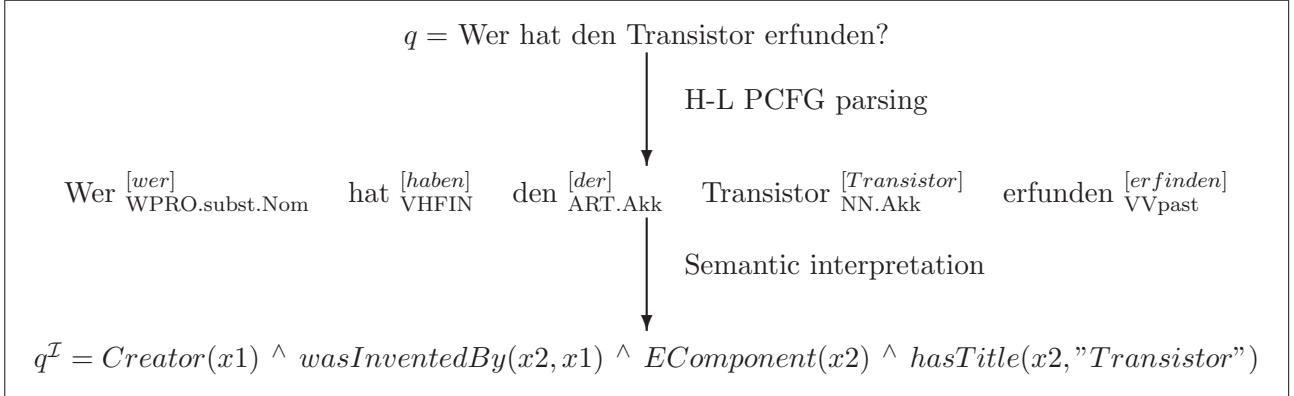 q = Wer hat den Transistor erfunden?
H-L PCFG parsing
Wer [wer] WPRO.subst.Nom hat [haben] VHFIN den [der] ART.Akk Transistor [Transistor] NN.Akk erfunden [erfinden] VVpast
Semantic interpretation
q^ℐ = Creator(x1) ∧ wasInventedBy(x2, x1) ∧ EComponent(x2) ∧ hasTitle(x2, ”Transistor”)